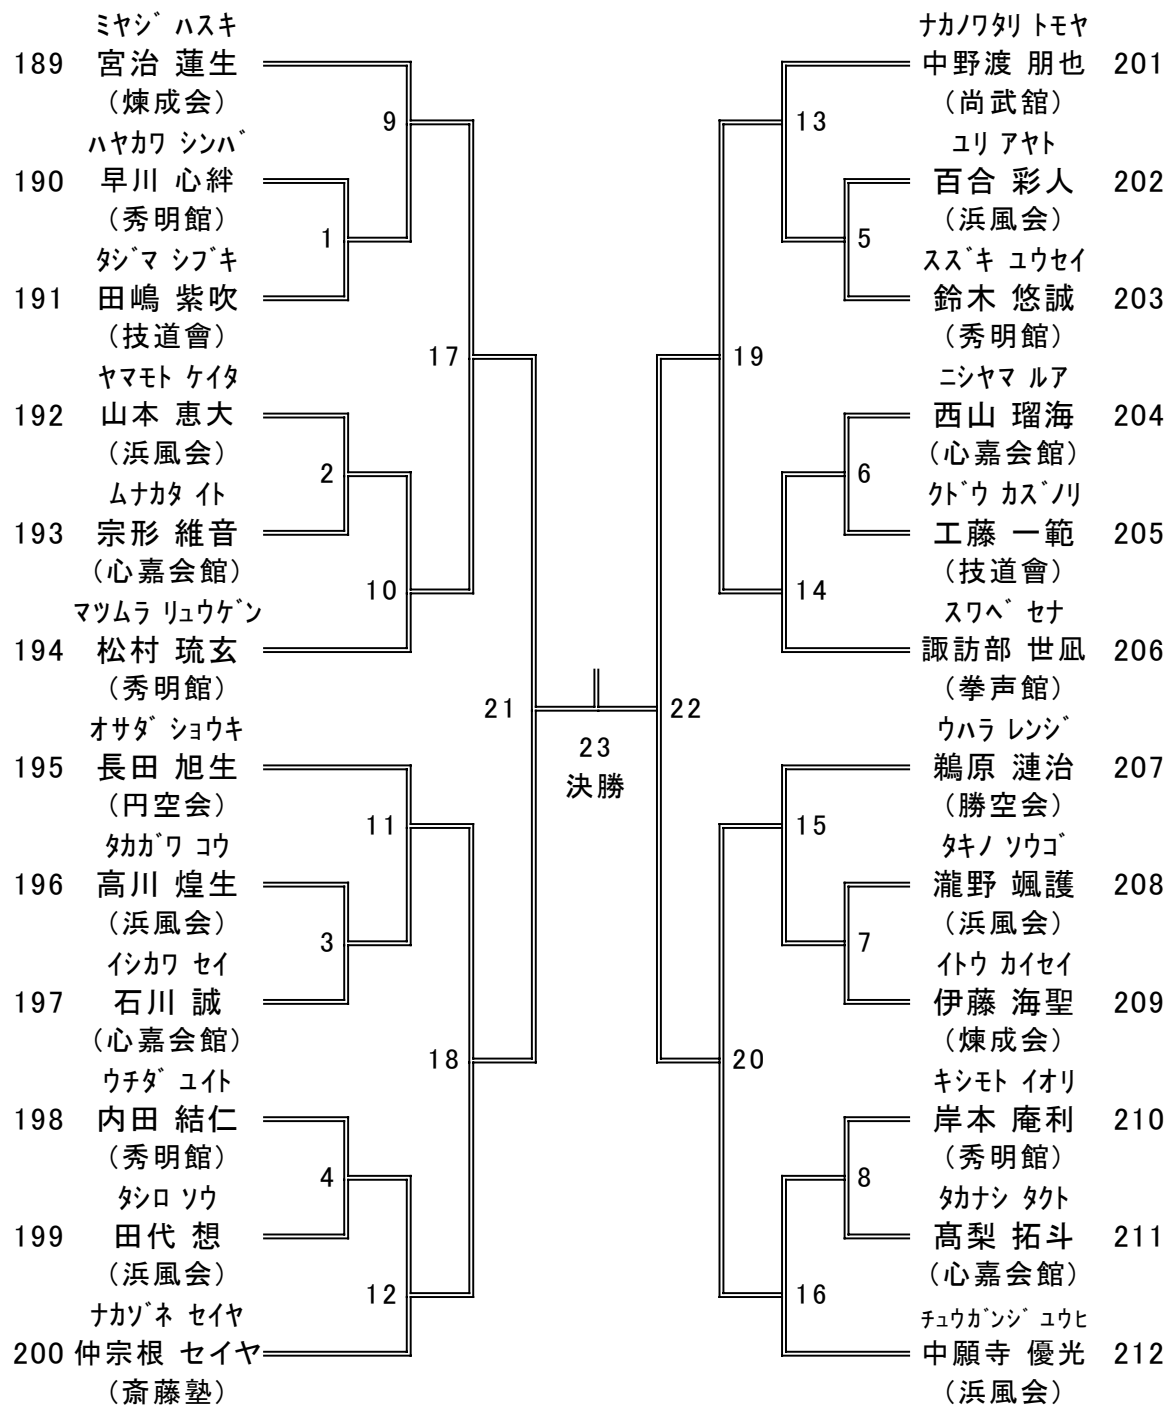 ミヤジ ハスキ
189 宮治 蓮生
(煉成会)
ハヤカワ シンバ
190 早川 心絆
(秀明館)
タジマ シブキ
191 田嶋 紫吹
(技道會)
ヤマモト ケイタ
192 山本 恵大
(浜風会)
ムナカタ イト
193 宗形 維音
(心嘉会館)
マツムラ リュウゲン
194 松村 琉玄
(秀明館)
オサダ ショウキ
195 長田 旭生
(円空会)
タカガワ コウ
196 高川 煌生
(浜風会)
イシカワ セイ
197 石川 誠
(心嘉会館)
ウチダ ユイト
198 内田 結仁
(秀明館)
タシロ ソウ
199 田代 想
(浜風会)
ナカゾネ セイヤ
200 仲宗根 セイヤ
(斎藤塾)
9
1
17
2
10
21
11
3
18
4
12
23
決勝
13
5
19
6
14
22
15
7
20
8
16
ナカノワタリ トモヤ
中野渡 朋也 201
(尚武舘)
ユリ アヤト
百合 彩人 202
(浜風会)
スズキ ユウセイ
鈴木 悠誠 203
(秀明館)
ニシヤマ ルア
西山 瑠海 204
(心嘉会館)
クドウ カズノリ
工藤 一範 205
(技道會)
スワベ セナ
諏訪部 世凪 206
(拳声館)
ウハラ レンジ
鵜原 漣治 207
(勝空会)
タキノ ソウゴ
瀧野 颯護 208
(浜風会)
イトウ カイセイ
伊藤 海聖 209
(煉成会)
キシモト イオリ
岸本 庵利 210
(秀明館)
タカナシ タクト
髙梨 拓斗 211
(心嘉会館)
チュウガンジ ユウヒ
中願寺 優光 212
(浜風会)